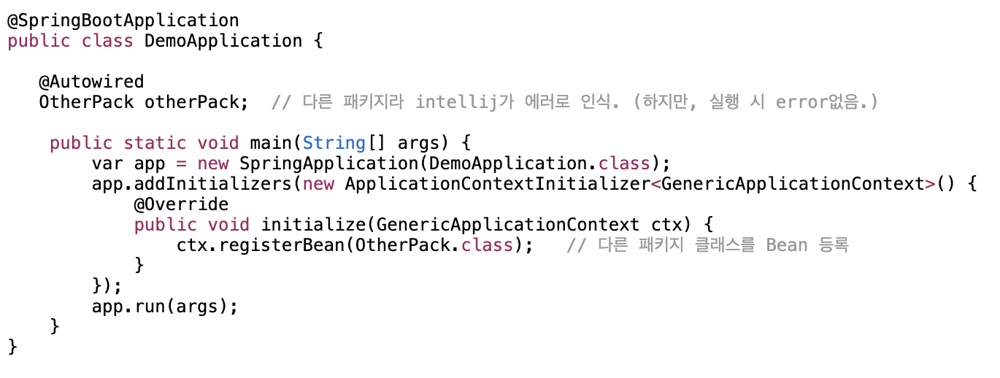 @SpringBootApplication
public class DemoApplication {
@Autowired
OtherPack otherPack;  // 다른 패키지라 intellij가 에러로 인식. (하지만, 실행 시 error없음.)
public static void main(String[] args) {
var app = new SpringApplication(DemoApplication.class);
app.addInitializers(new ApplicationContextInitializer<GenericApplicationContext>() {
@Override
public void initialize(GenericApplicationContext ctx) {
ctx.registerBean(OtherPack.class);   // 다른 패키지 클래스를 Bean 등록
}
});
app.run(args);
}
}